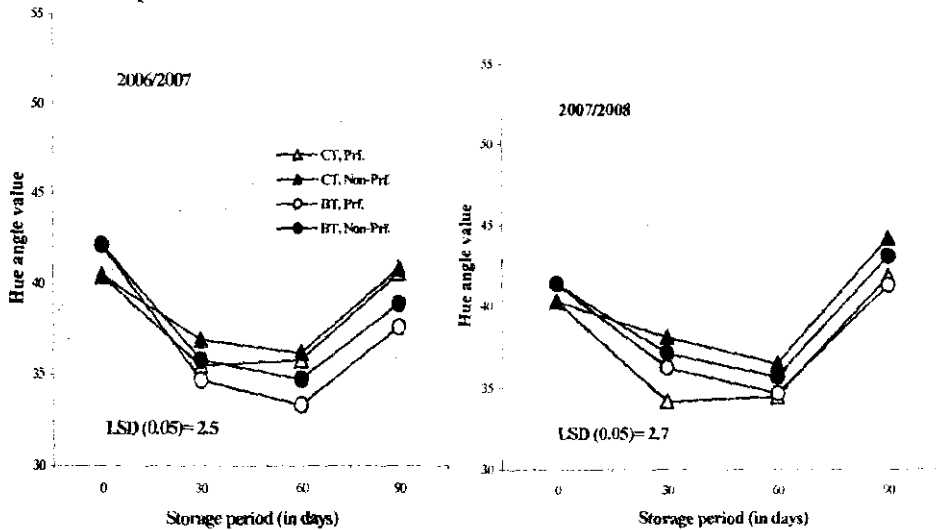 55
50
45
40
35
30
Hue angle value
2006/2007
CT, Prf.
CT, Non-Prf.
BT, Prf.
BT, Non-Prf.
LSD (0.05)= 2.5
0 30 60 90
Storage period (in days)
55
50
45
40
35
30
Hue angle value
2007/2008
LSD (0.05)= 2.7
0 30 60 90
Storage period (in days)